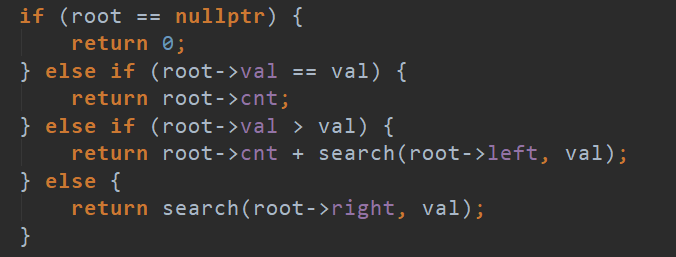 if (root == nullptr) {
    return 0;
} else if (root->val == val) {
    return root->cnt;
} else if (root->val > val) {
    return root->cnt + search(root->left, val);
} else {
    return search(root->right, val);
}